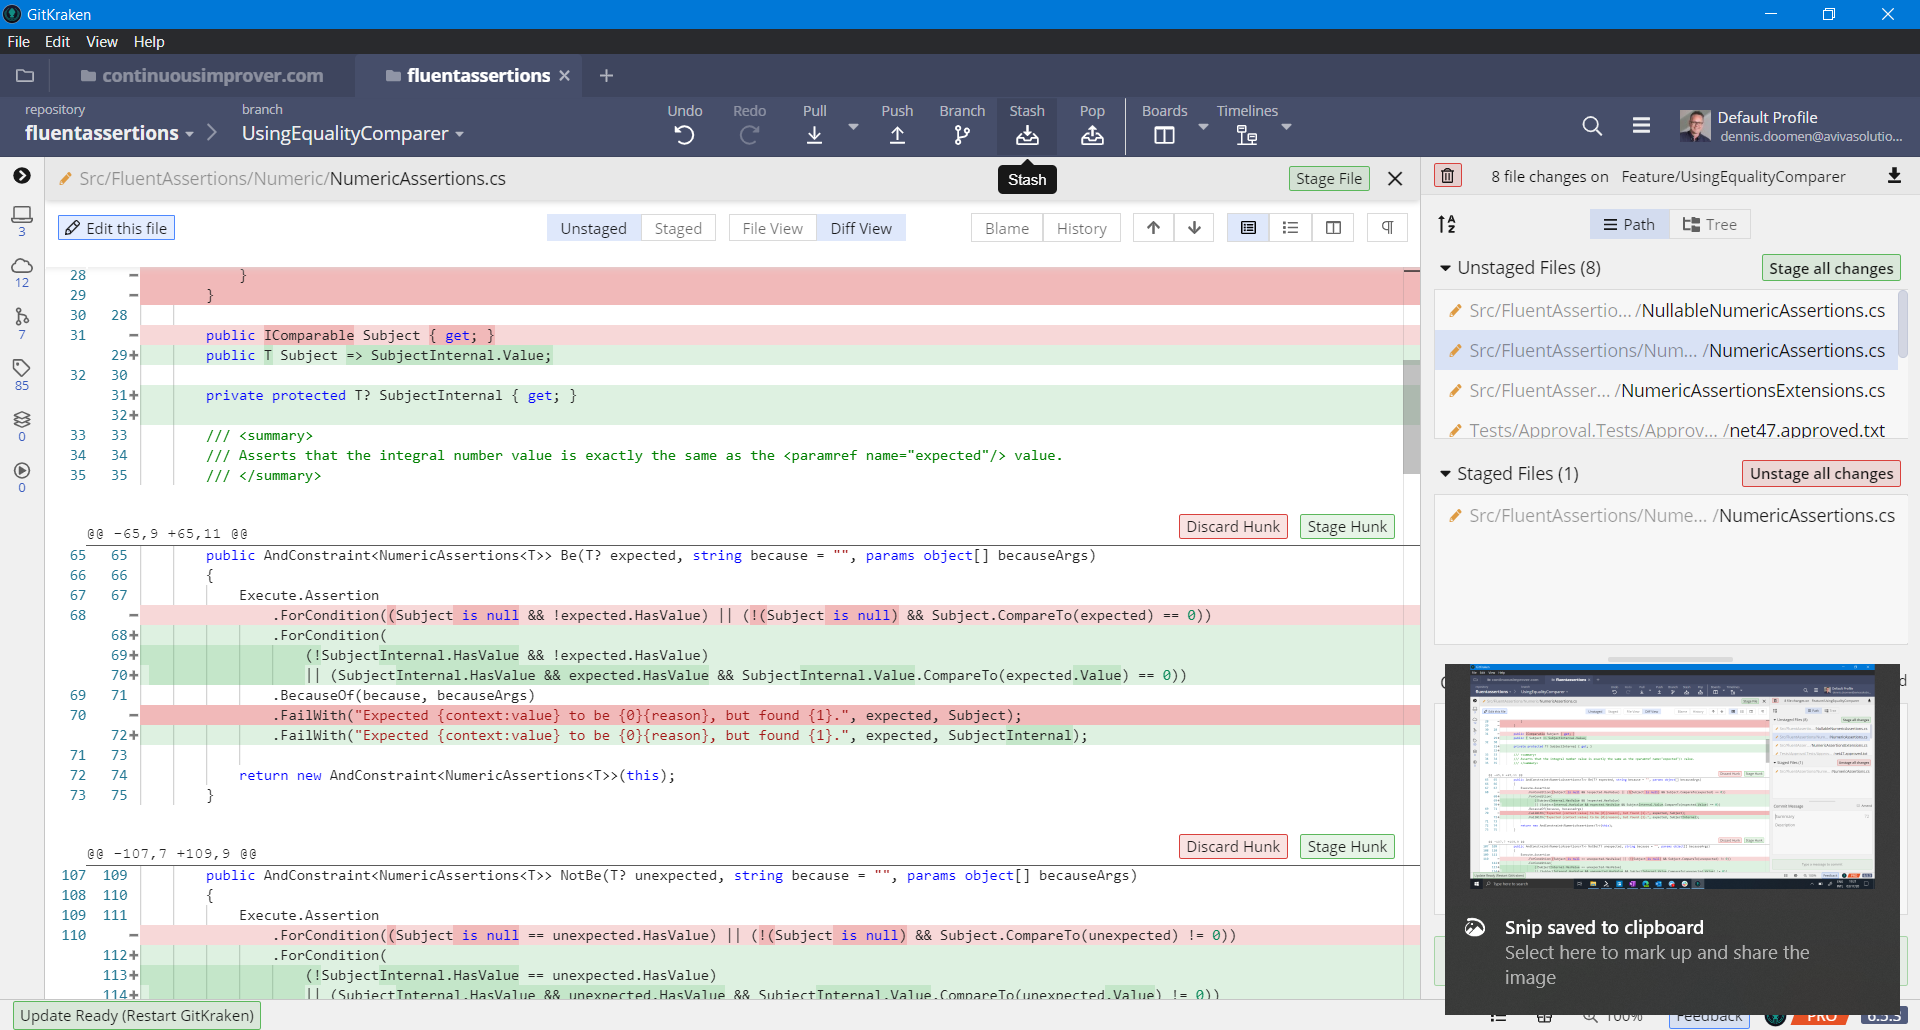 GitKraken
File Edit View Help
continuousimprover.com
fluentassertions
repository
fluentassertions
branch
UsingEqualityComparer
Undo
Redo
Pull
Push
Branch
Stash
Pop
Boards
Timelines
Default Profile
dennis.doomen@avivasolutio...
Stash
3
12
7
85
0
0
Src/FluentAssertions/Numeric/NumericAssertions.cs
Stage File
Edit this file
Unstaged Staged
File View Diff View
Blame History
28 − }
29 − }
30 28
31 − public IComparable Subject { get; }
29+ public T Subject => SubjectInternal.Value;
32 30
31+ private protected T? SubjectInternal { get; }
32+
33 33 /// <summary>
34 34 /// Asserts that the integral number value is exactly the same as the <paramref name="expected"/> value.
35 35 /// </summary>
@@ -65,9 +65,11 @@
Discard Hunk Stage Hunk
65 65 public AndConstraint<NumericAssertions<T>> Be(T? expected, string because = "", params object[] becauseArgs)
66 66 {
67 67 Execute.Assertion
68 − .ForCondition((Subject is null && !expected.HasValue) || (!(Subject is null) && Subject.CompareTo(expected) == 0))
68+ .ForCondition(
69+ (!SubjectInternal.HasValue && !expected.HasValue)
70+ || (SubjectInternal.HasValue && expected.HasValue && SubjectInternal.Value.CompareTo(expected.Value) == 0))
69 71 .BecauseOf(because, becauseArgs)
70 − .FailWith("Expected {context:value} to be {0}{reason}, but found {1}.", expected, Subject);
72+ .FailWith("Expected {context:value} to be {0}{reason}, but found {1}.", expected, SubjectInternal);
71 73
72 74 return new AndConstraint<NumericAssertions<T>>(this);
73 75 }
@@ -107,7 +109,9 @@
Discard Hunk Stage Hunk
107 109 public AndConstraint<NumericAssertions<T>> NotBe(T? unexpected, string because = "", params object[] becauseArgs)
108 110 {
109 111 Execute.Assertion
110 − .ForCondition((Subject is null == unexpected.HasValue) || (!(Subject is null) && Subject.CompareTo(unexpected) != 0))
112+ .ForCondition(
113+ (!SubjectInternal.HasValue == unexpected.HasValue)
114+ || (SubjectInternal.HasValue && unexpected.HasValue && SubjectInternal.Value.CompareTo(unexpected.Value) != 0))
8 file changes on Feature/UsingEqualityComparer
Path Tree
Unstaged Files (8)
Stage all changes
Src/FluentAssertio... /NullableNumericAssertions.cs
Src/FluentAssertions/Num... /NumericAssertions.cs
Src/FluentAsser... /NumericAssertionsExtensions.cs
Tests/Approval.Tests/Approv... /net47.approved.txt
Staged Files (1)
Unstage all changes
Src/FluentAssertions/Nume... /NumericAssertions.cs
Snip saved to clipboard
Select here to mark up and share the
image
Update Ready (Restart GitKraken)
100%
Feedback
PRO
6.5.3